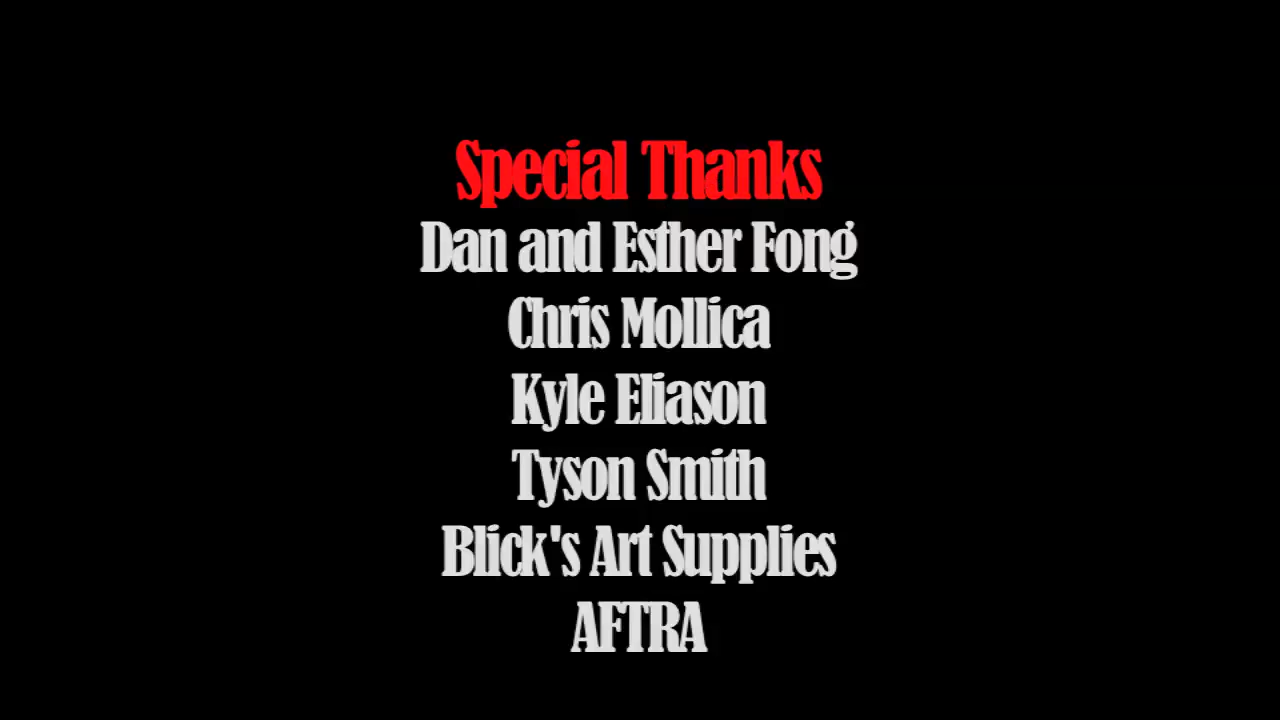 Special Thanks
Dan and Esther Fong
Chris Mollica
Kyle Eliason
Tyson Smith
Blick's Art Supplies
AFTRA